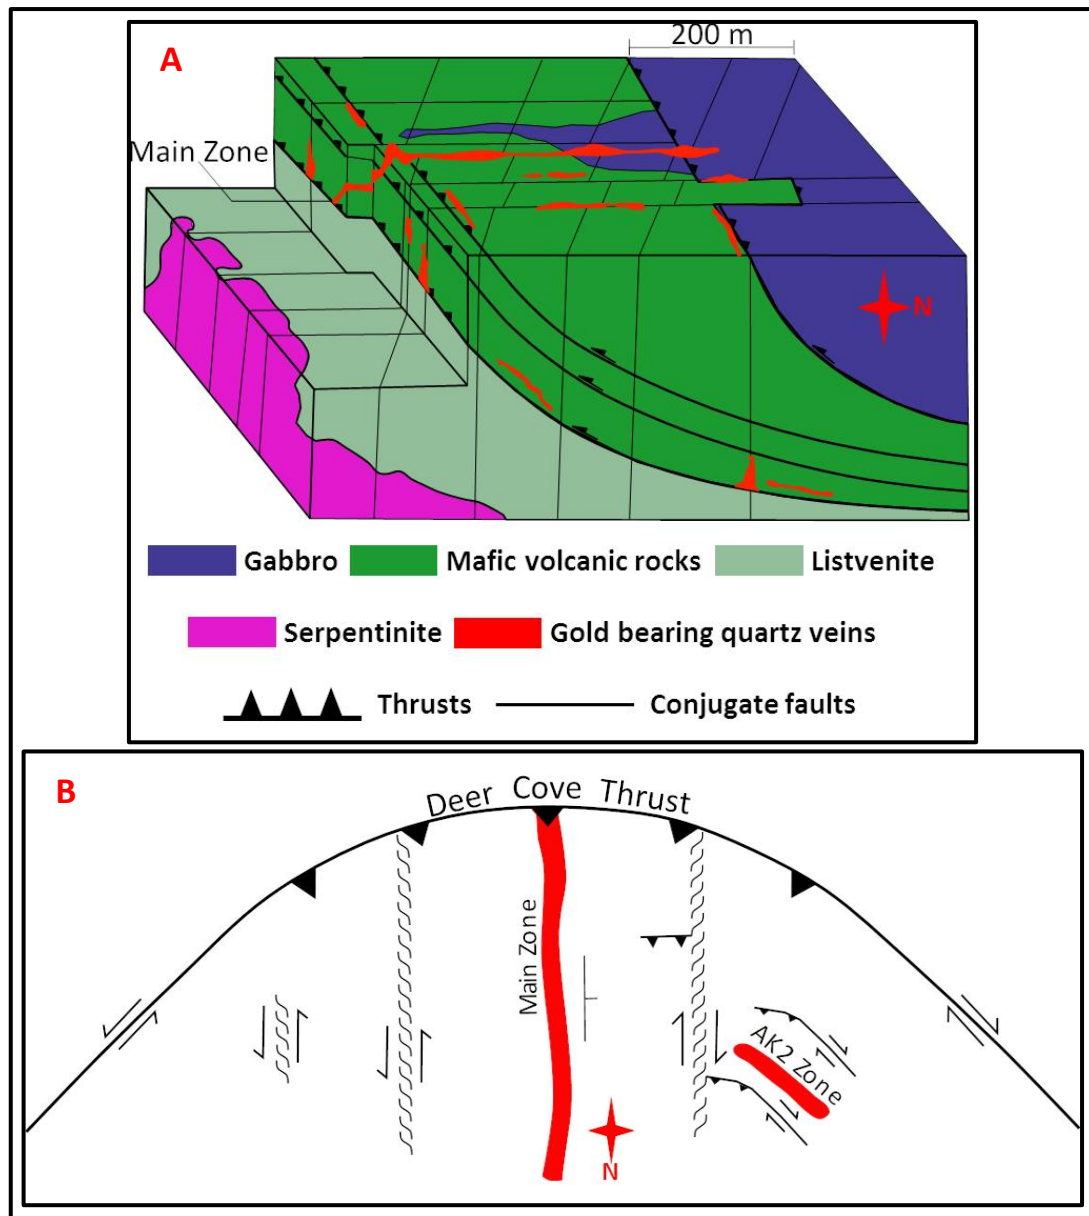 A
200 m
Main Zone
N
Gabbro
Mafic volcanic rocks
Listvenite
Serpentinite
Gold bearing quartz veins
Thrusts
Conjugate faults
B
Deer Cove Thrust
Main Zone
AK2 Zone
N